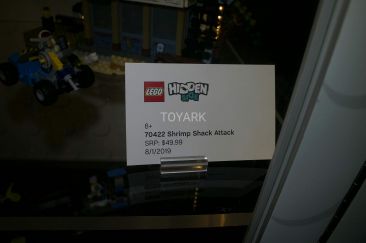 LEGO HIDDEN SIDE
TOYARK
8+
70422 Shrimp Shack Attack
SRP: $49.99
8/1/2019